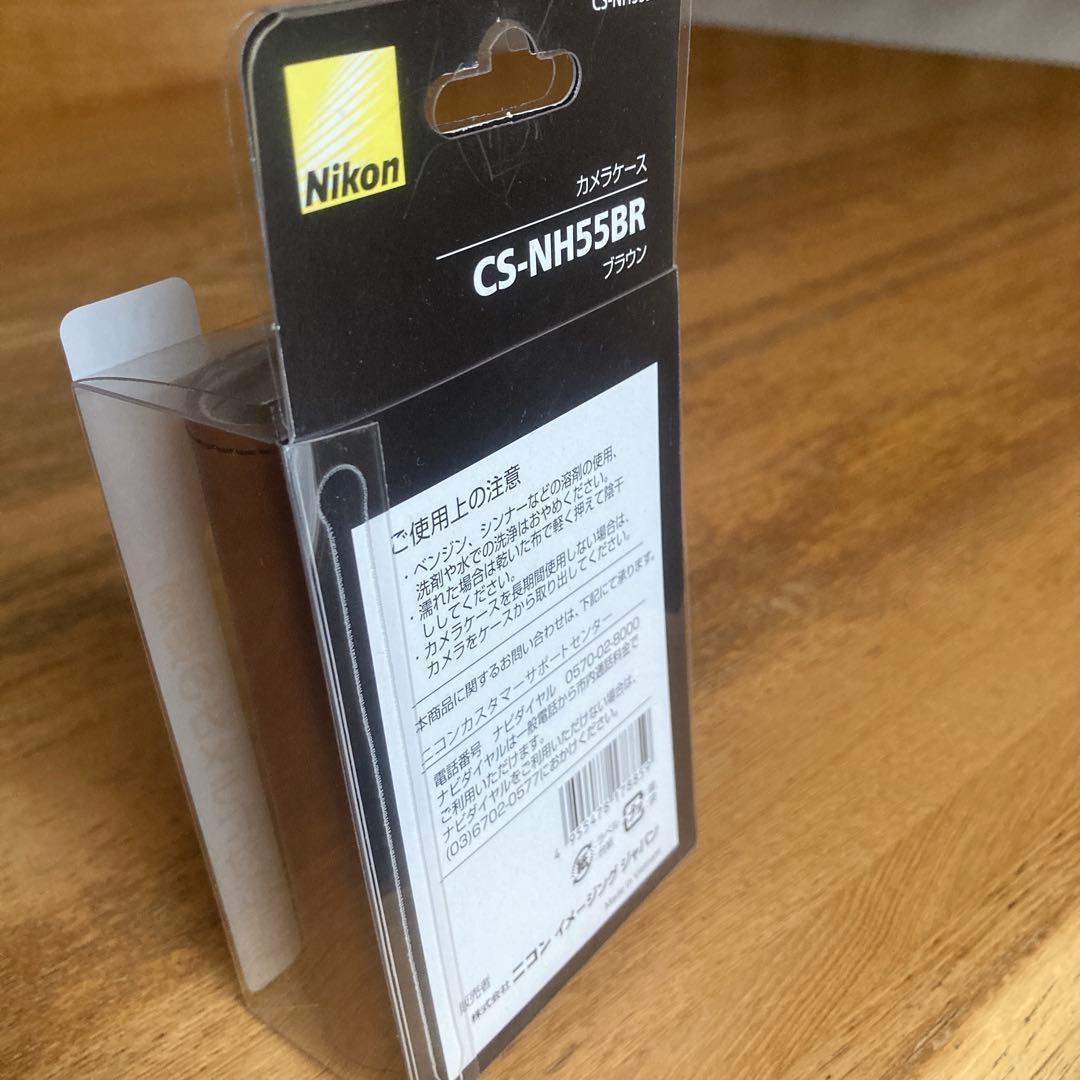 CS-NH55
Nikon
カメラケース
CS-NH55BR
ブラウン
ご使用上の注意
・ベンジン、シンナーなどの溶剤の使用、
洗剤や水での洗浄はおやめください。
・濡れた場合は乾いた布で軽く押えて陰干
ししてください。
・カメラケースを長期間使用しない場合は、
カメラをケースから取り出してください。
本商品に関するお問い合わせは、下記にて承ります。
ニコンカスタマーサポートセンター
電話番号 ナビダイヤル 0570-02-8000
ナビダイヤルは一般電話から市内通話料金で
ご利用いただけます。
ナビダイヤルをご利用いただけない場合は、
(03)6702-0577におかけください。
紙
ラベル
台紙
販売者
株式会社 ニコン イメージング ジャパン
Made in Vietnam